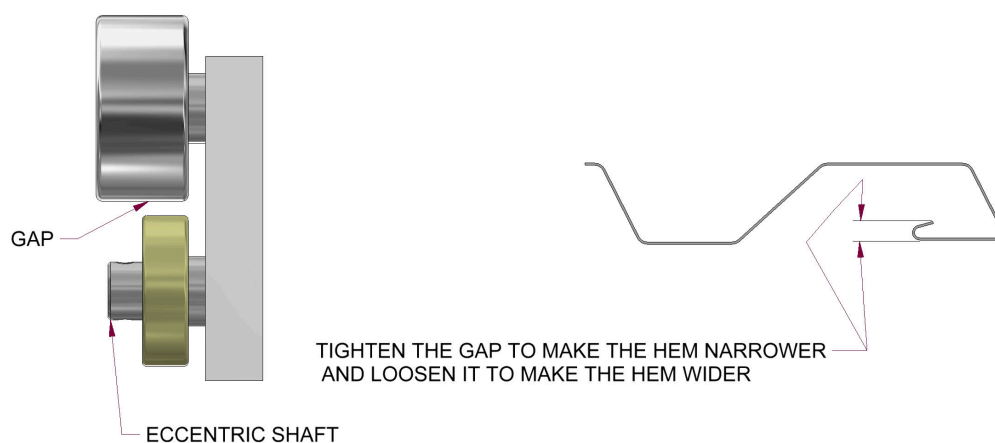 GAP
ECCENTRIC SHAFT
TIGHTEN THE GAP TO MAKE THE HEM NARROWER
AND LOOSEN IT TO MAKE THE HEM WIDER